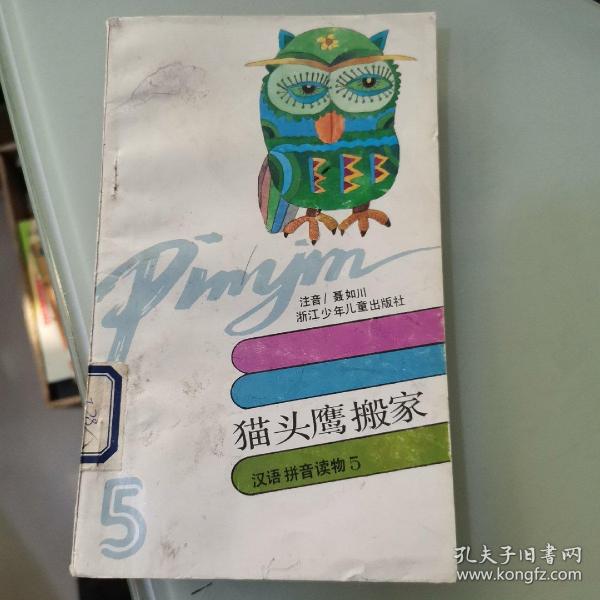 Pinyin
注音/聂如川
浙江少年儿童出版社
猫头鹰搬家
汉语拼音读物5
5
孔夫子旧书网
www.kongfz.com